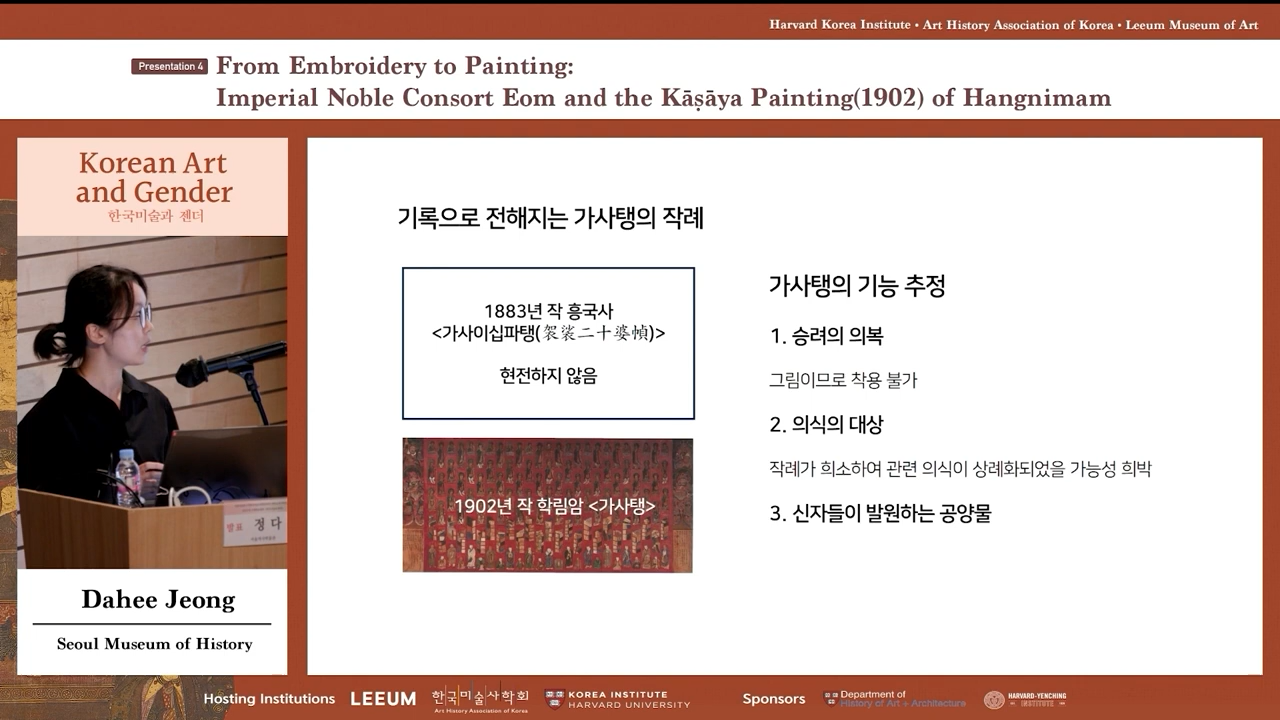 Harvard Korea Institute • Art History Association of Korea • Leeum Museum of Art
Presentation 4
From Embroidery to Painting:
Imperial Noble Consort Eom and the Kāṣāya Painting(1902) of Hangnimam
Korean Art
and Gender
한국미술과 젠더
발표 정다
Dahee Jeong
Seoul Museum of History
기록으로 전해지는 가사탱의 작례
1883년 작 흥국사
<가사이십파탱(袈裟二十婆幀)>
현전하지 않음
1902년 작 학림암 <가사탱>
가사탱의 기능 추정
1. 승려의 의복
그림이므로 착용 불가
2. 의식의 대상
작례가 희소하여 관련 의식이 상례화되었을 가능성 희박
3. 신자들이 발원하는 공양물
Hosting Institutions
LEEUM
한국미술사학회
Art History Association of Korea
KOREA INSTITUTE
HARVARD UNIVERSITY
Sponsors
Department of
History of Art + Architecture
HARVARD-YENCHING
INSTITUTE